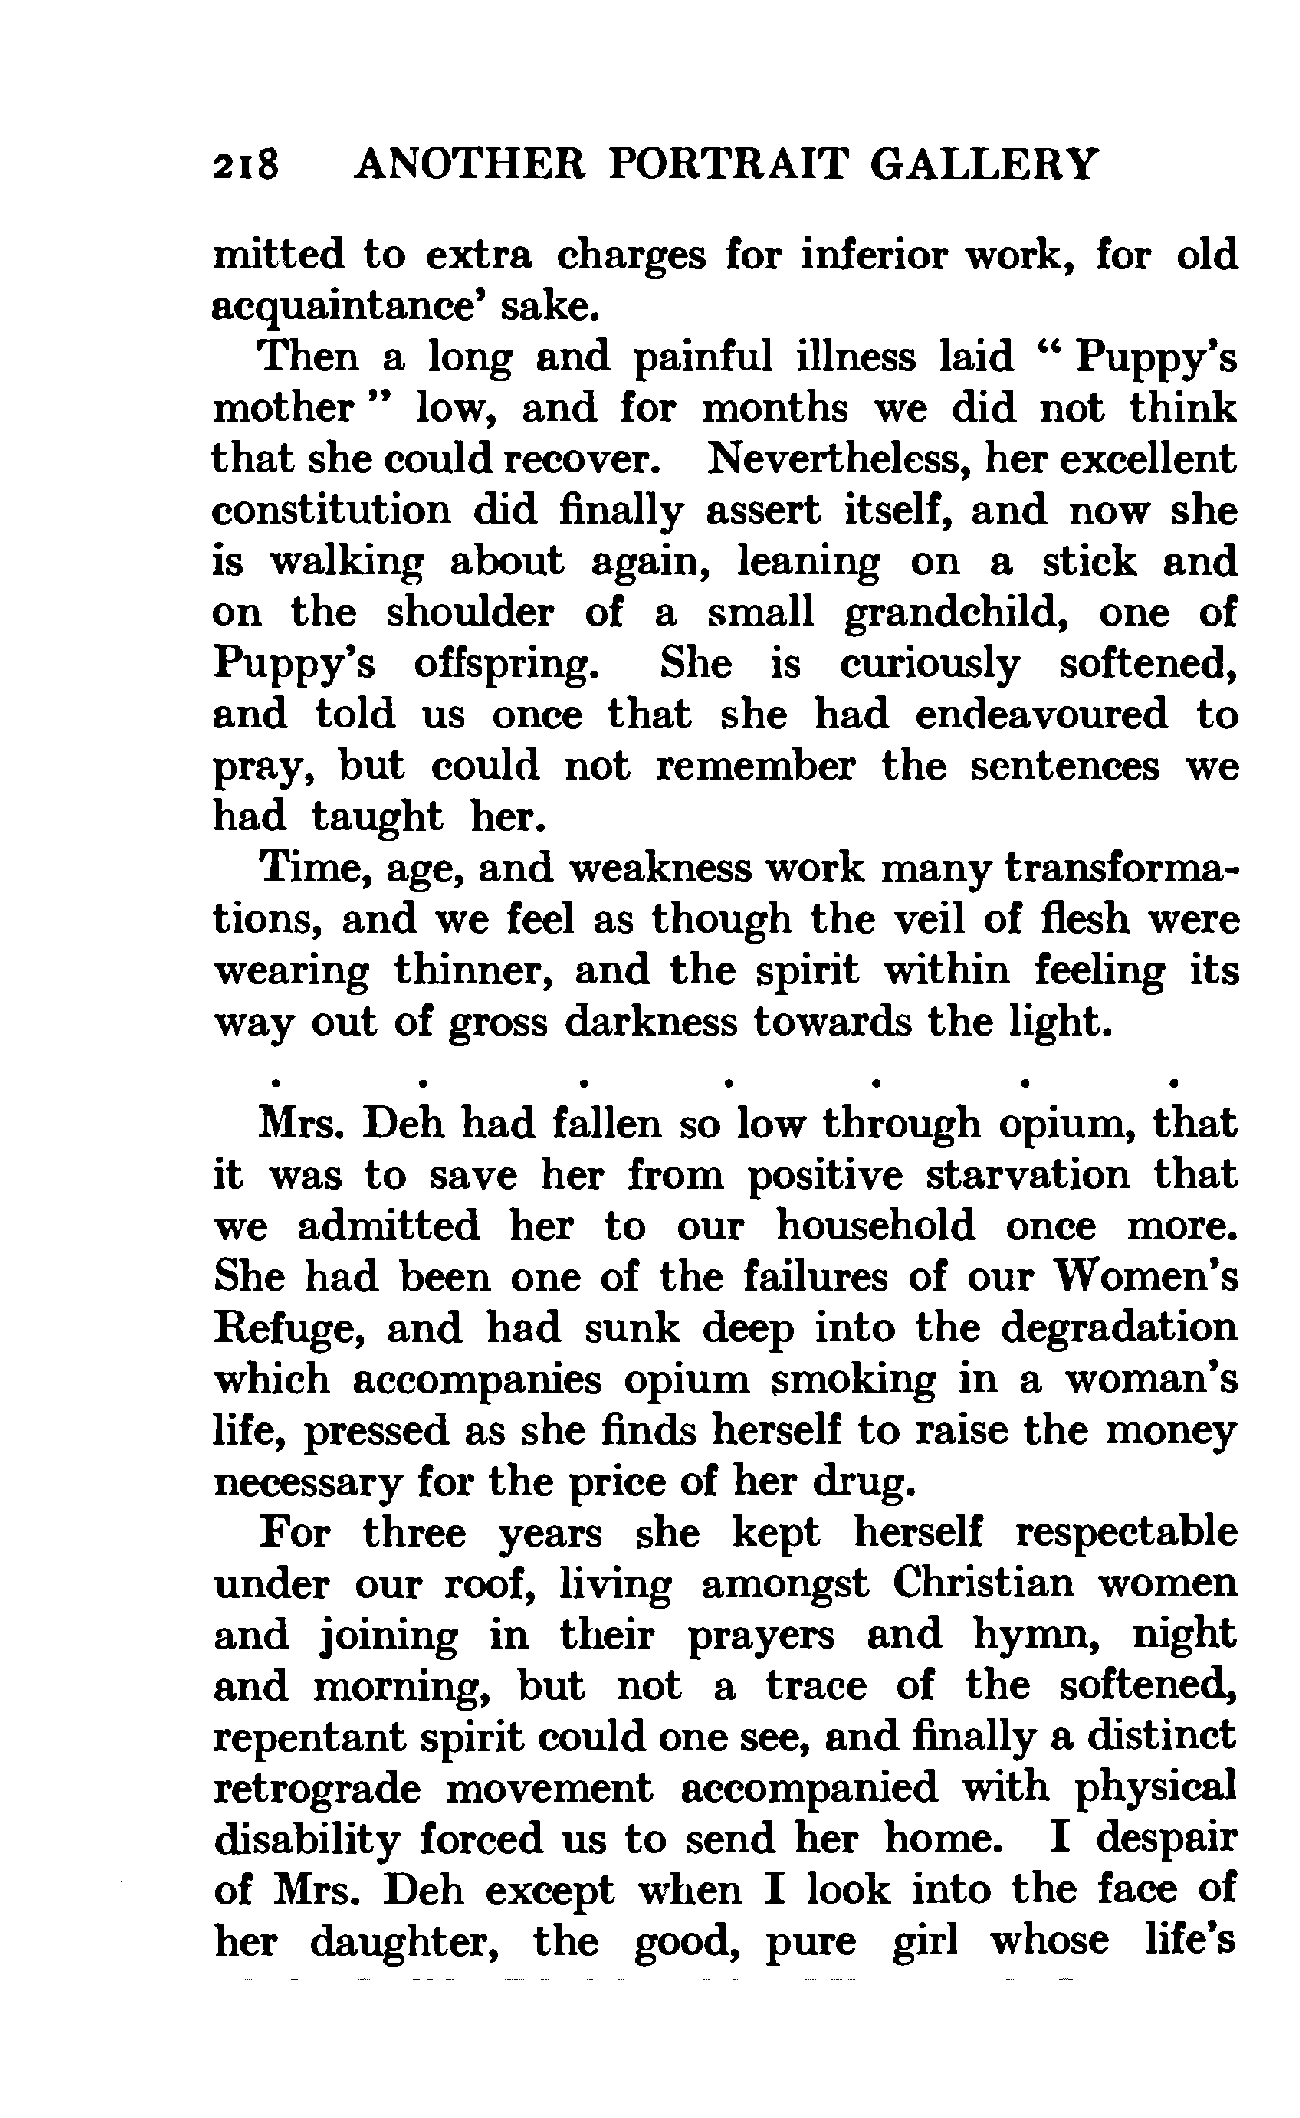 218 ANOTHER PORTRAIT GALLERY
mitted to extra charges for inferior work, for old
acquaintance' sake.
Then a long and painful illness laid “ Puppy's
mother ” low, and for months we did not think
that she could recover. Nevertheless, her excellent
constitution did finally assert itself, and now she
is walking about again, leaning on a stick and
on the shoulder of a small grandchild, one of
Puppy's offspring. She is curiously softened,
and told us once that she had endeavoured to
pray, but could not remember the sentences we
had taught her.
Time, age, and weakness work many transforma-
tions, and we feel as though the veil of flesh were
wearing thinner, and the spirit within feeling its
way out of gross darkness towards the light.
. . . . . . .
Mrs. Deh had fallen so low through opium, that
it was to save her from positive starvation that
we admitted her to our household once more.
She had been one of the failures of our Women's
Refuge, and had sunk deep into the degradation
which accompanies opium smoking in a woman's
life, pressed as she finds herself to raise the money
necessary for the price of her drug.
For three years she kept herself respectable
under our roof, living amongst Christian women
and joining in their prayers and hymn, night
and morning, but not a trace of the softened,
repentant spirit could one see, and finally a distinct
retrograde movement accompanied with physical
disability forced us to send her home. I despair
of Mrs. Deh except when I look into the face of
her daughter, the good, pure girl whose life's